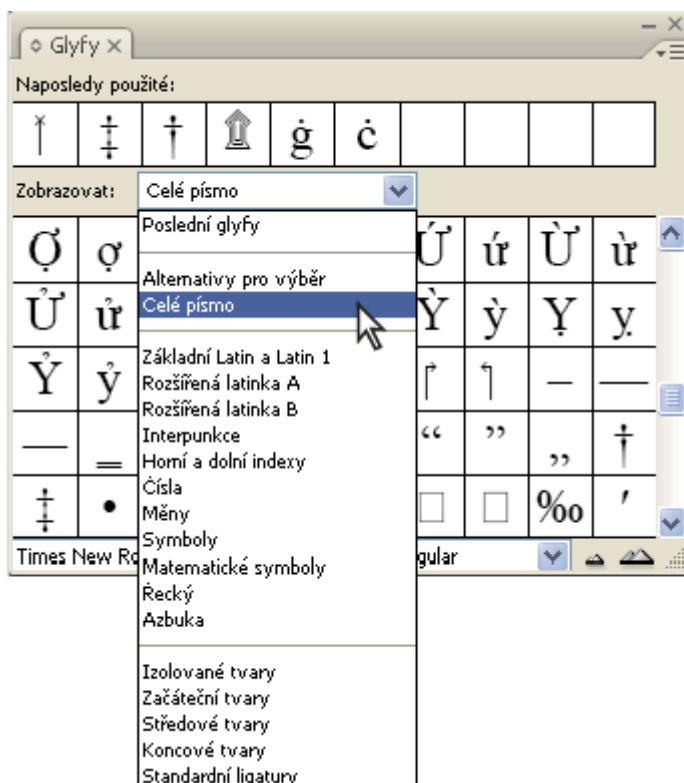 Glyfy
Naposledy použité:
‡ † ġ ċ
Zobrazovat: Celé písmo
Poslední glyfy
Alternativy pro výběr
Celé písmo
Základní Latin a Latin 1
Rozšířená latinka A
Rozšířená latinka B
Interpunkce
Horní a dolní indexy
Čísla
Měny
Symboly
Matematické symboly
Řecký
Azbuka
Izolované tvary
Začáteční tvary
Středové tvary
Koncové tvary
Standardní ligatury
Ợ ợ Ứ ứ Ừ ừ
Ử ử Ỳ ỳ Ỵ ỵ
Ỷ ỷ ↾ ↿ – —
― ‗ “ ” „ †
‡ • ‰ ′
Times New Ro gular